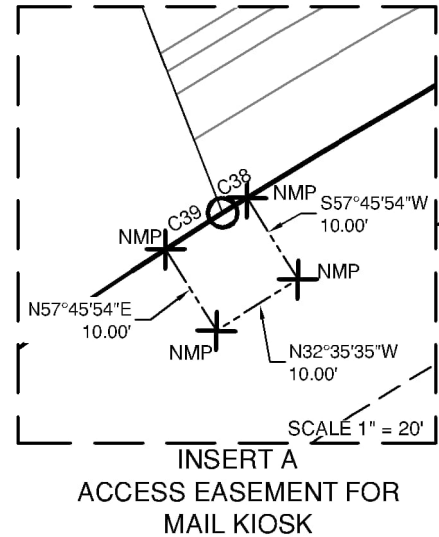 C38
NMP
C39
S57°45'54"W
10.00'
NMP
NMP
N57°45'54"E
10.00'
NMP
N32°35'35"W
10.00'
SCALE 1" = 20'
INSERT A
ACCESS EASEMENT FOR
MAIL KIOSK